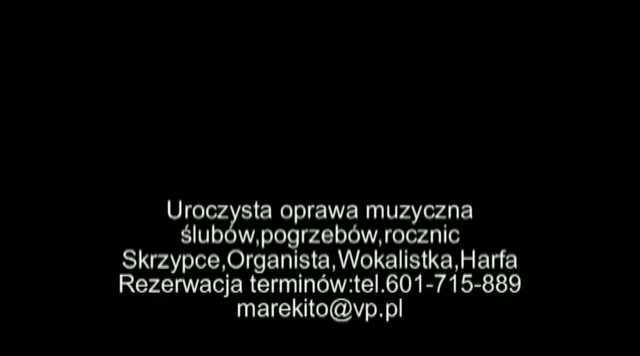 Uroczysta oprawa muzyczna
ślubów,pogrzebów,rocznic
Skrzypce,Organista,Wokalistka,Harfa
Rezerwacja terminów:tel.601-715-889
marekito@vp.pl